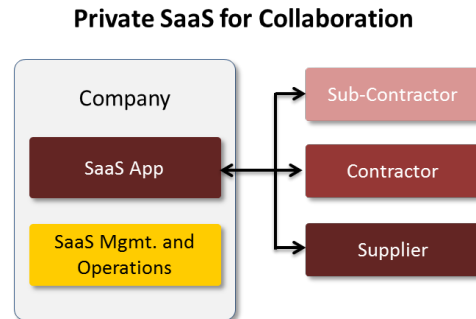 Private SaaS for Collaboration
Company
SaaS App
SaaS Mgmt. and
Operations
Sub-Contractor
Contractor
Supplier